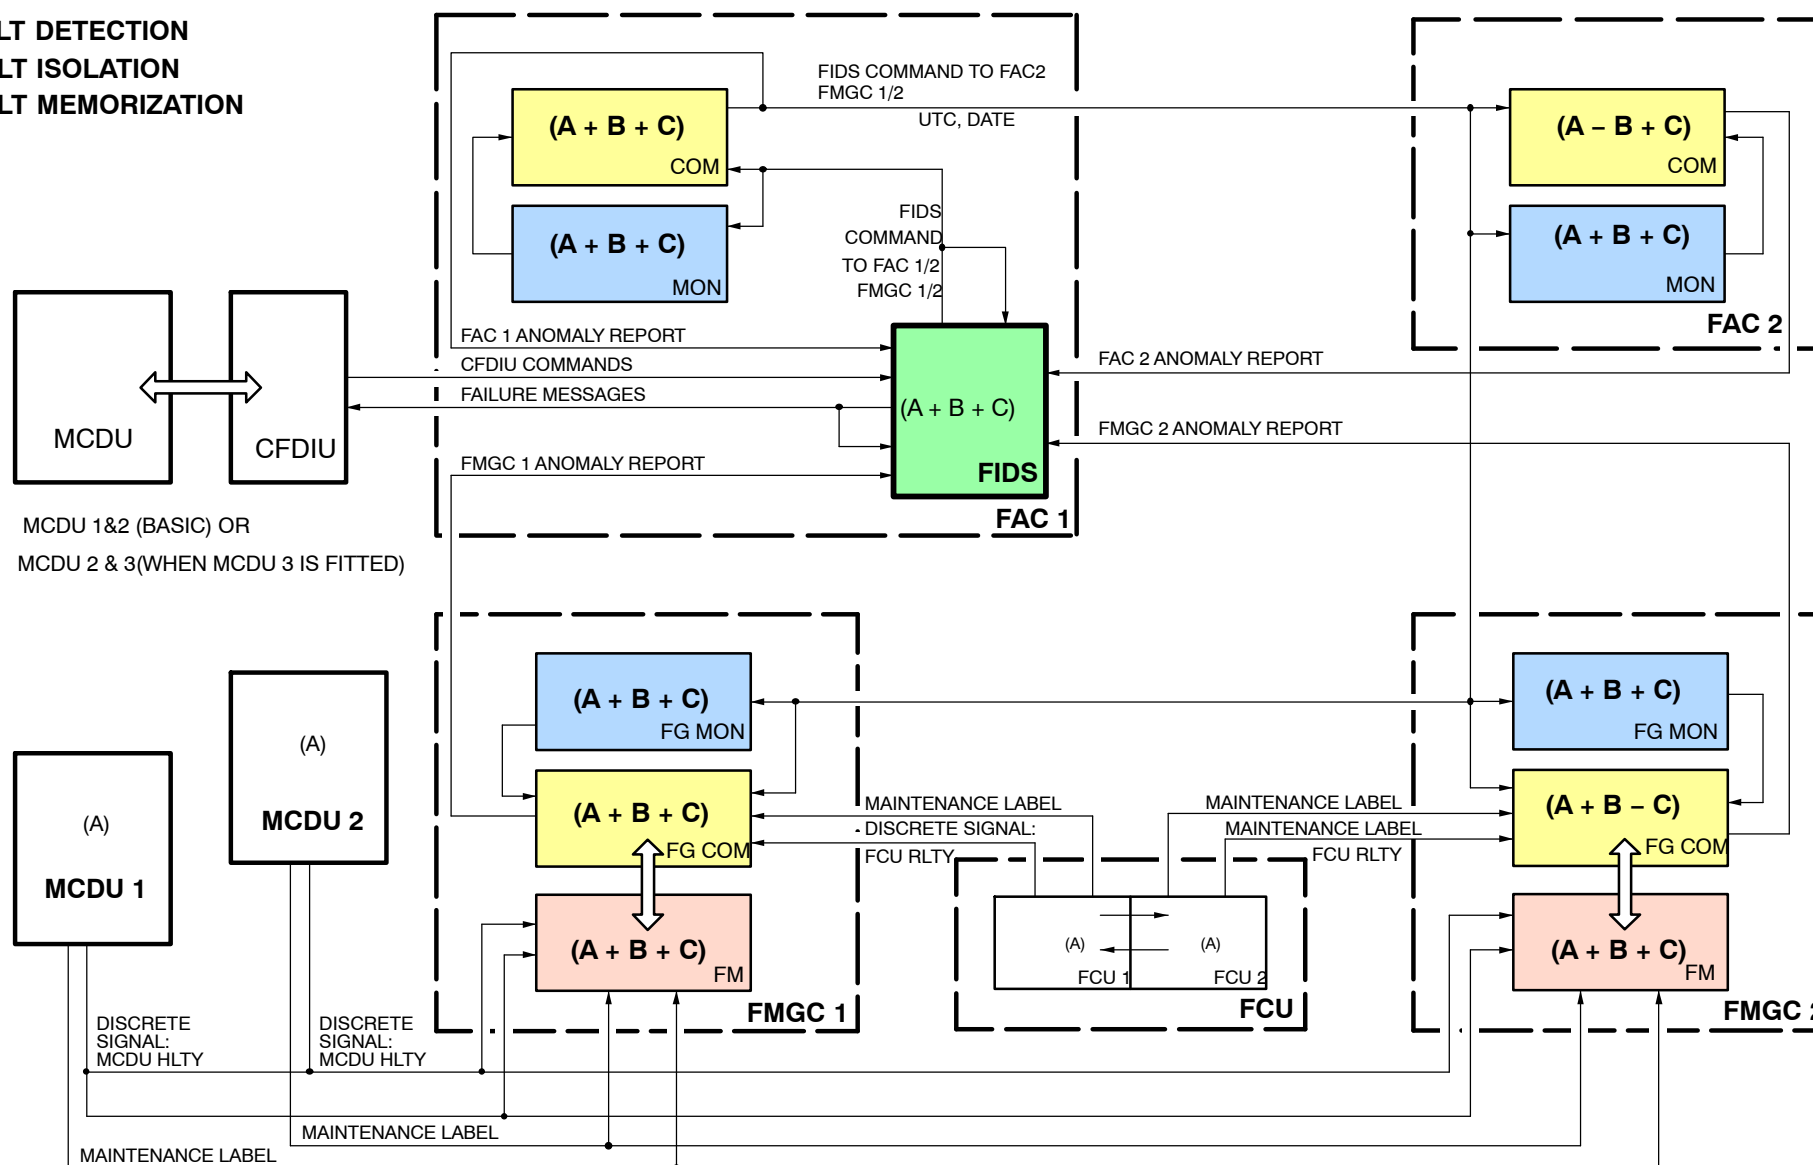 LT DETECTION
LT ISOLATION
LT MEMORIZATION
FIDS COMMAND TO FAC2
FMGC 1/2
UTC, DATE
(A + B + C)
COM
(A + B + C)
MON
FIDS
COMMAND
TO FAC 1/2
FMGC 1/2
(A – B + C)
COM
(A + B + C)
MON
FAC 2
FAC 1 ANOMALY REPORT
CFDIU COMMANDS
FAILURE MESSAGES
FMGC 1 ANOMALY REPORT
(A + B + C)
FIDS
FAC 1
FAC 2 ANOMALY REPORT
FMGC 2 ANOMALY REPORT
MCDU
CFDIU
MCDU 1&2 (BASIC) OR
MCDU 2 & 3(WHEN MCDU 3 IS FITTED)
(A)
MCDU 2
(A)
MCDU 1
(A + B + C)
FG MON
(A + B + C)
FG COM
(A + B + C)
FM
FMGC 1
MAINTENANCE LABEL
DISCRETE SIGNAL:
FCU RLTY
MAINTENANCE LABEL
MAINTENANCE LABEL
FCU RLTY
(A)
FCU 1
(A)
FCU 2
FCU
(A + B + C)
FG MON
(A + B – C)
FG COM
(A + B + C)
FM
FMGC 2
DISCRETE
SIGNAL:
MCDU HLTY
DISCRETE
SIGNAL:
MCDU HLTY
MAINTENANCE LABEL
MAINTENANCE LABEL